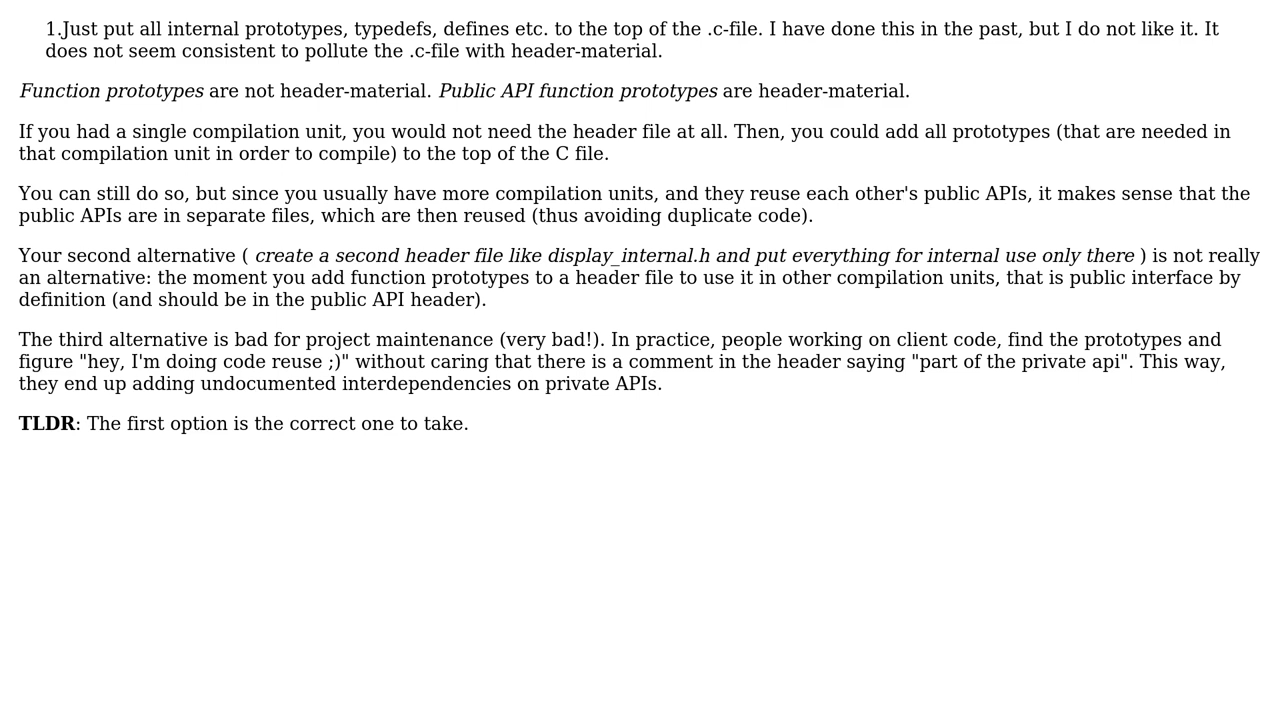 1.Just put all internal prototypes, typedefs, defines etc. to the top of the .c-file. I have done this in the past, but I do not like it. It
does not seem consistent to pollute the .c-file with header-material.
Function prototypes are not header-material. Public API function prototypes are header-material.
If you had a single compilation unit, you would not need the header file at all. Then, you could add all prototypes (that are needed in
that compilation unit in order to compile) to the top of the C file.
You can still do so, but since you usually have more compilation units, and they reuse each other's public APIs, it makes sense that the
public APIs are in separate files, which are then reused (thus avoiding duplicate code).
Your second alternative ( create a second header file like display_internal.h and put everything for internal use only there ) is not really
an alternative: the moment you add function prototypes to a header file to use it in other compilation units, that is public interface by
definition (and should be in the public API header).
The third alternative is bad for project maintenance (very bad!). In practice, people working on client code, find the prototypes and
figure "hey, I'm doing code reuse ;)" without caring that there is a comment in the header saying "part of the private api". This way,
they end up adding undocumented interdependencies on private APIs.
TLDR: The first option is the correct one to take.